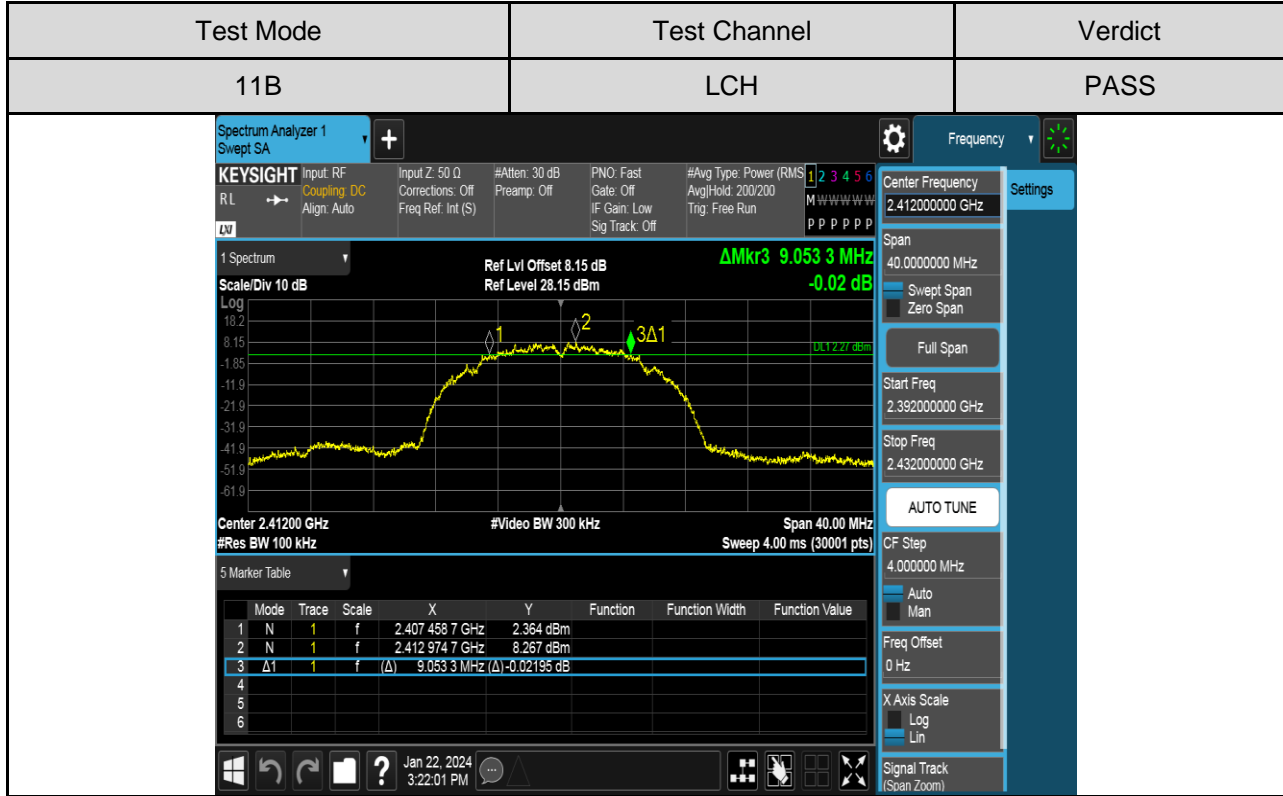 Test Mode Test Channel Verdict
11B LCH PASS
Spectrum Analyzer 1
Swept SA
+
Frequency
KEYSIGHT
RL
LXI
Input: RF
Coupling: DC
Align: Auto
Input Z: 50 Ω
Corrections: Off
Freq Ref: Int (S)
#Atten: 30 dB
Preamp: Off
PNO: Fast
Gate: Off
IF Gain: Low
Sig Track: Off
#Avg Type: Power (RMS
Avg|Hold: 200/200
Trig: Free Run
1 2 3 4 5 6
M W W W W W
P P P P P P
1 Spectrum
Scale/Div 10 dB
Ref Lvl Offset 8.15 dB
Ref Level 28.15 dBm
ΔMkr3 9.053 3 MHz
-0.02 dB
Log
18.2
8.15
-1.85
-11.9
-21.9
-31.9
-41.9
-51.9
-61.9
1
2
3Δ1
DL1 2.27 dBm
Center 2.41200 GHz
#Res BW 100 kHz
#Video BW 300 kHz
Span 40.00 MHz
Sweep 4.00 ms (30001 pts)
5 Marker Table
Mode Trace Scale X Y Function Function Width Function Value
1 N 1 f 2.407 458 7 GHz 2.364 dBm
2 N 1 f 2.412 974 7 GHz 8.267 dBm
3 Δ1 1 f (Δ) 9.053 3 MHz (Δ) -0.02195 dB
4
5
6
?
Jan 22, 2024
3:22:01 PM
Center Frequency
2.412000000 GHz
Span
40.0000000 MHz
Swept Span
Zero Span
Full Span
Start Freq
2.392000000 GHz
Stop Freq
2.432000000 GHz
AUTO TUNE
CF Step
4.000000 MHz
Auto
Man
Freq Offset
0 Hz
X Axis Scale
Log
Lin
Signal Track
(Span Zoom)
Settings